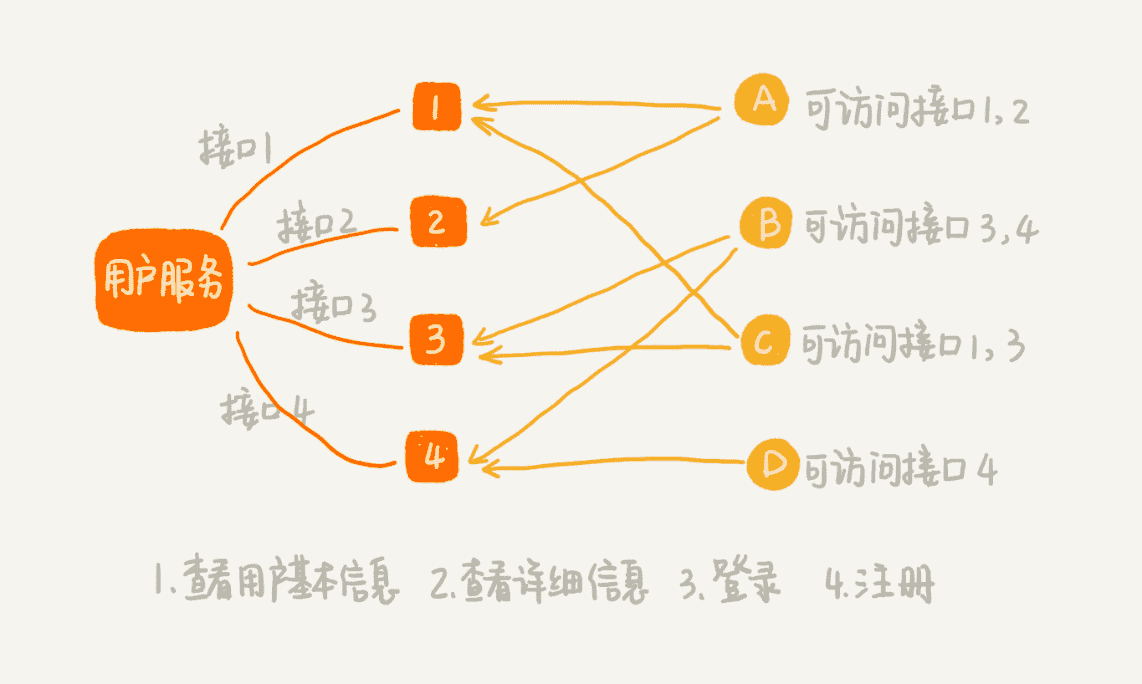 1
A
可访问接口1,2
接口1
接口2
2
B
可访问接口3,4
用户服务
接口3
3
C
可访问接口1,3
接口4
4
D
可访问接口4
1.查看用户基本信息 2.查看详细信息 3.登录 4.注册